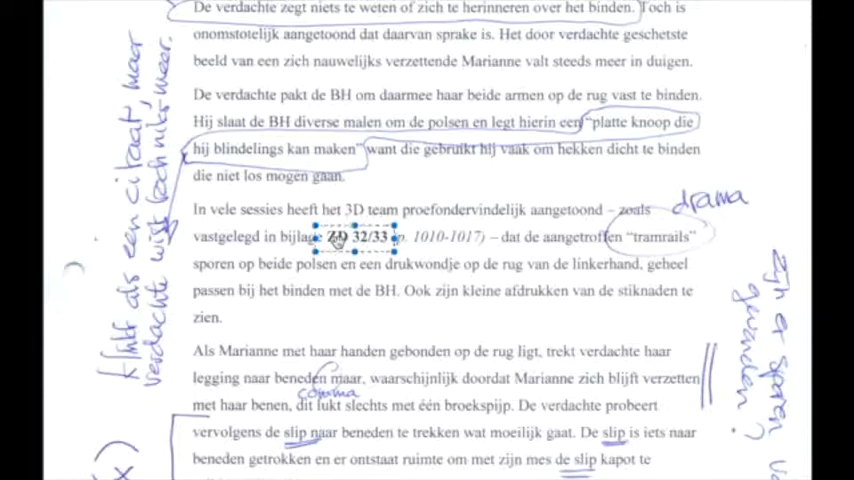 De verdachte zegt niets te weten of zich te herinneren over het binden. Toch is
onomstotelijk aangetoond dat daarvan sprake is. Het door verdachte geschetste
beeld van een zich nauwelijks verzettende Marianne valt steeds meer in duigen.
De verdachte pakt de BH om daarmee haar beide armen op de rug vast te binden.
Hij slaat de BH diverse malen om de polsen en legt hierin een “platte knoop die
hij blindelings kan maken” want die gebruikt hij vaak om hekken dicht te binden
die niet los mogen gaan.
In vele sessies heeft het 3D team proefondervindelijk aangetoond – zoals
vastgelegd in bijlage ZD 32/33 (p. 1010-1017) – dat de aangetroffen “tramrails”
sporen op beide polsen en een drukwondje op de rug van de linkerhand, geheel
passen bij het binden met de BH. Ook zijn kleine afdrukken van de stiknaden te
zien.
Als Marianne met haar handen gebonden op de rug ligt, trekt verdachte haar
legging naar beneden maar, waarschijnlijk doordat Marianne zich blijft verzetten
met haar benen, dit lukt slechts met één broekspijp. De verdachte probeert
vervolgens de slip naar beneden te trekken wat moeilijk gaat. De slip is iets naar
beneden getrokken en er ontstaat ruimte om met zijn mes de slip kapot te
Klinkt als een citaat, maar
verdachte wist toch niks meer.
drama
comma
zijn er sporen
gevonden?
(x)